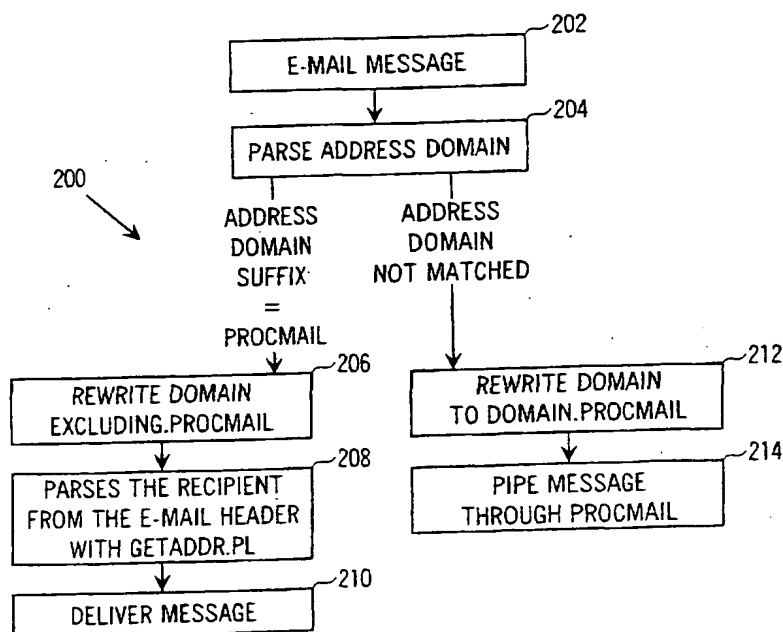 202
E-MAIL MESSAGE
204
PARSE ADDRESS DOMAIN
200
ADDRESS
DOMAIN
SUFFIX
=
PROCMAIL
ADDRESS
DOMAIN
NOT MATCHED
206
REWRITE DOMAIN
EXCLUDING.PROCMAIL
208
PARSES THE RECIPIENT
FROM THE E-MAIL HEADER
WITH GETADDR.PL
210
DELIVER MESSAGE
212
REWRITE DOMAIN
TO DOMAIN.PROCMAIL
214
PIPE MESSAGE
THROUGH PROCMAIL